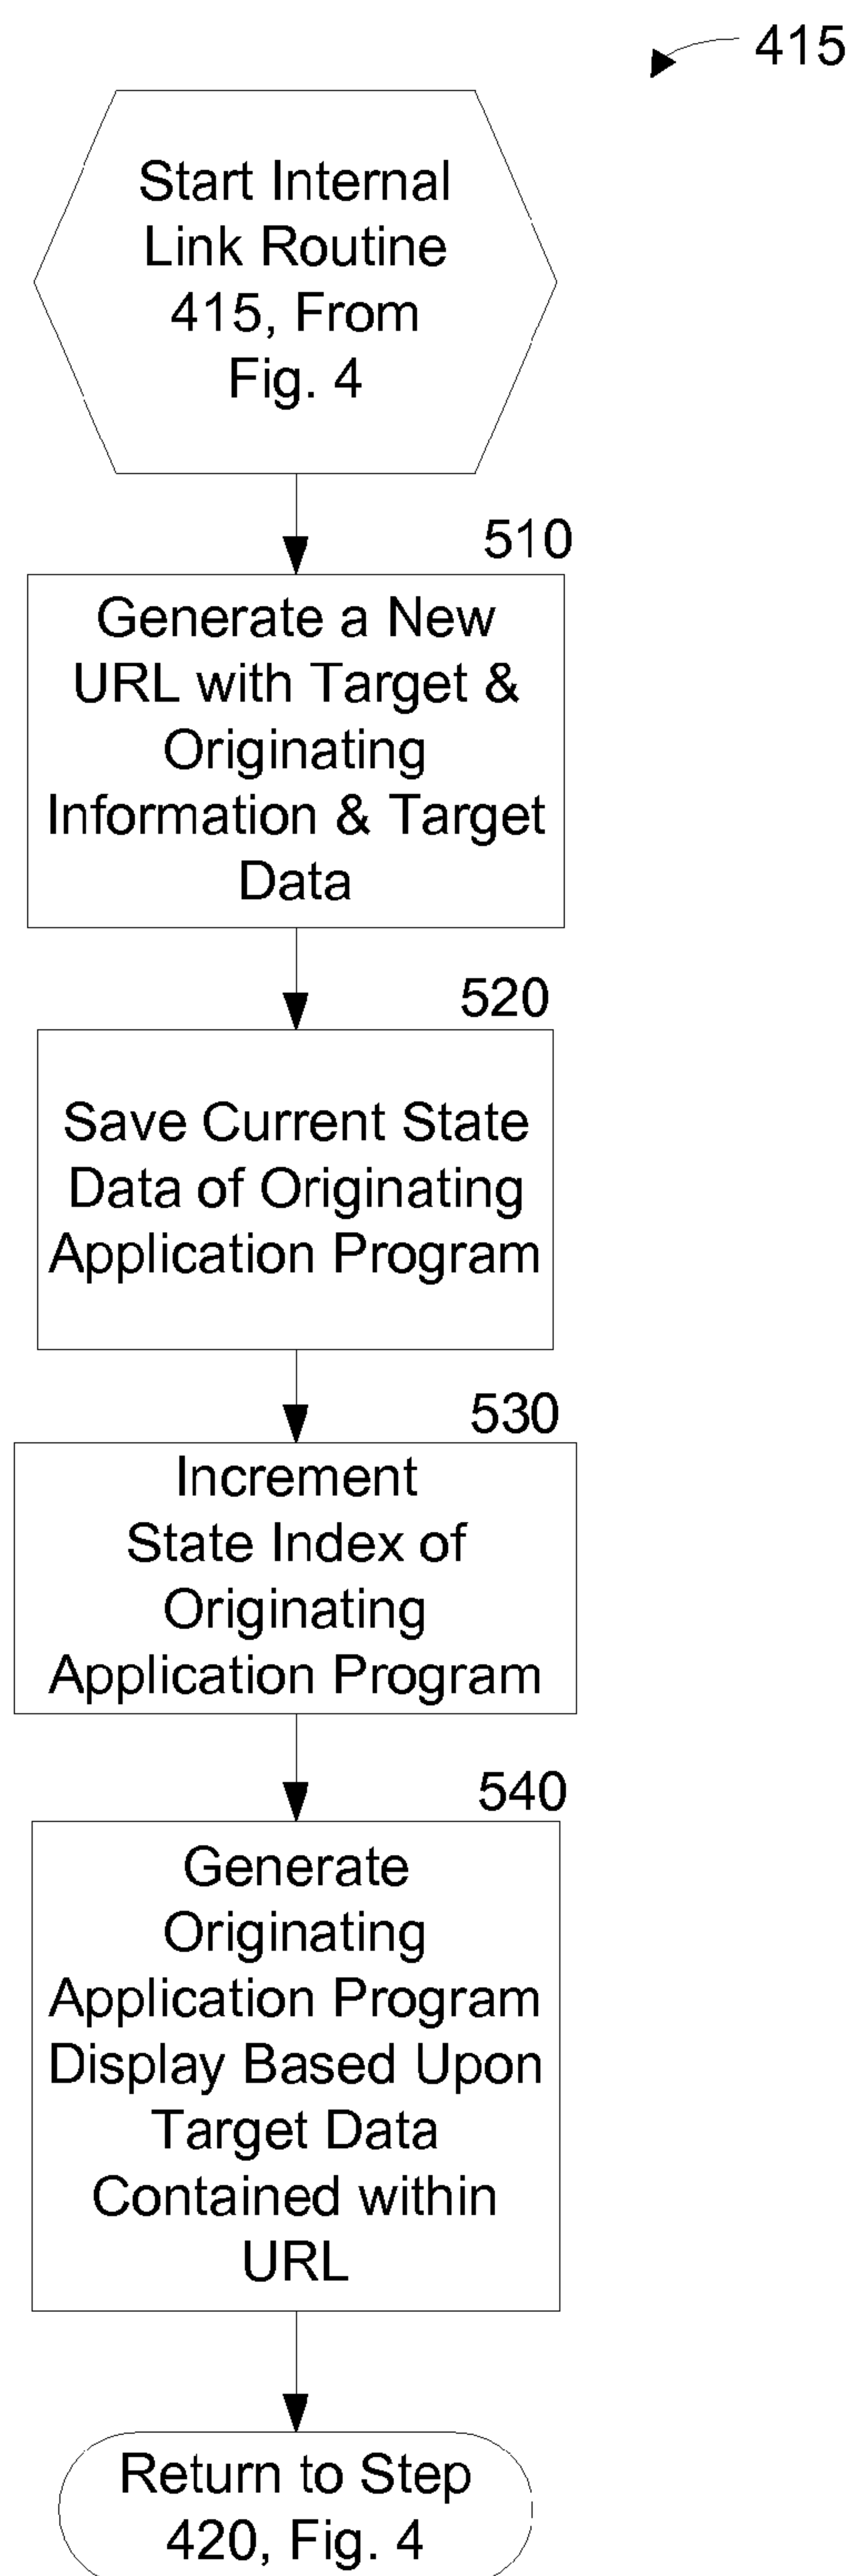 415
Start Internal
Link Routine
415, From
Fig. 4
510
Generate a New
URL with Target &
Originating
Information & Target
Data
520
Save Current State
Data of Originating
Application Program
530
Increment
State Index of
Originating
Application Program
540
Generate
Originating
Application Program
Display Based Upon
Target Data
Contained within
URL
Return to Step
420, Fig. 4